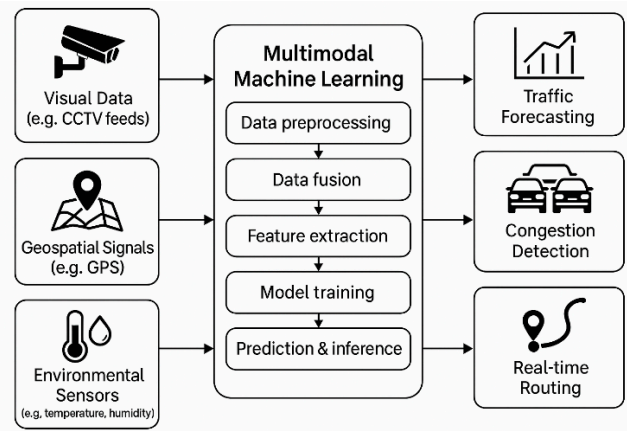 Visual Data
(e.g. CCTV feeds)
Geospatial Signals
(e.g. GPS)
Environmental
Sensors
(e.g, temperature, humidity)
Multimodal
Machine Learning
Data preprocessing
Data fusion
Feature extraction
Model training
Prediction & inference
Traffic
Forecasting
Congestion
Detection
Real-time
Routing